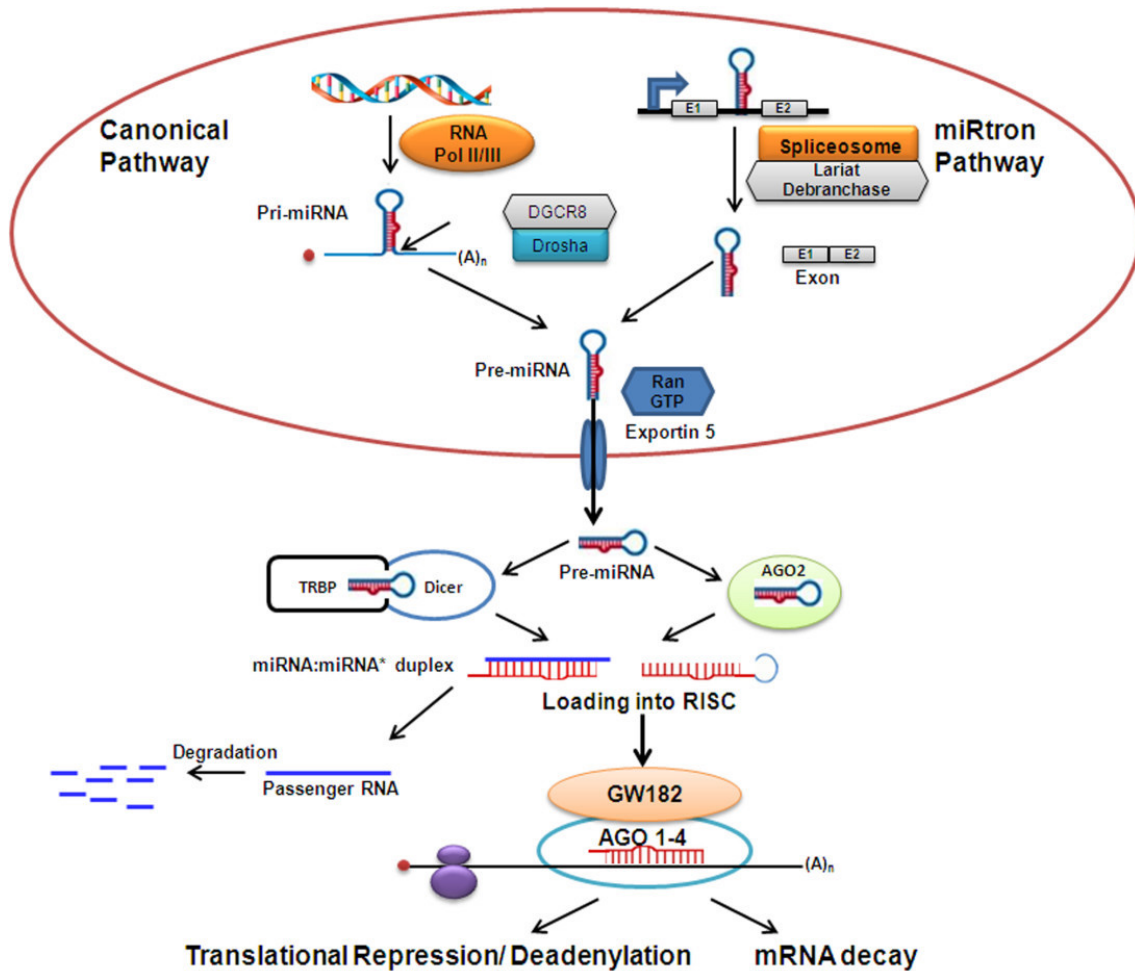 Canonical
Pathway
RNA
Pol II/III
E1
E2
Spliceosome
Lariat
Debranchase
miRtron
Pathway
Pri-miRNA
(A)n
DGCR8
Drosha
E1
E2
Exon
Pre-miRNA
Ran
GTP
Exportin 5
Pre-miRNA
TRBP
Dicer
AGO2
miRNA:miRNA* duplex
Loading into RISC
Degradation
Passenger RNA
GW182
AGO 1-4
(A)n
Translational Repression/ Deadenylation
mRNA decay